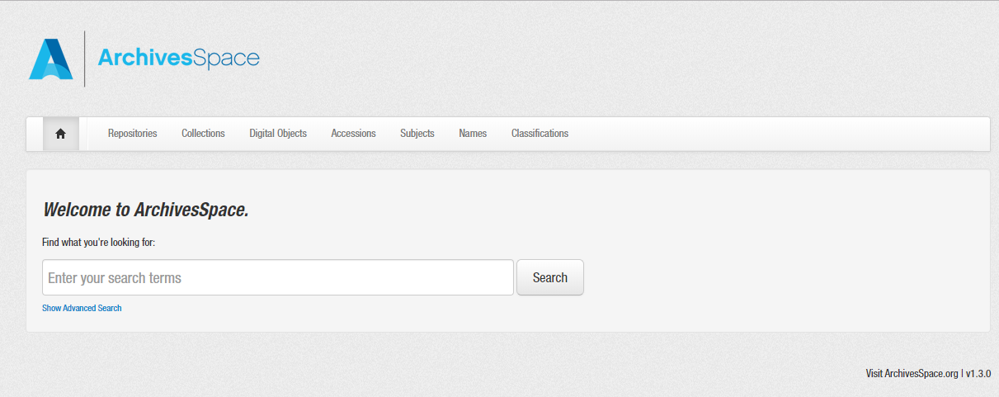 ArchivesSpace
Repositories Collections Digital Objects Accessions Subjects Names Classifications
Welcome to ArchivesSpace.
Find what you're looking for:
Enter your search terms Search
Show Advanced Search
Visit ArchivesSpace.org | v1.3.0